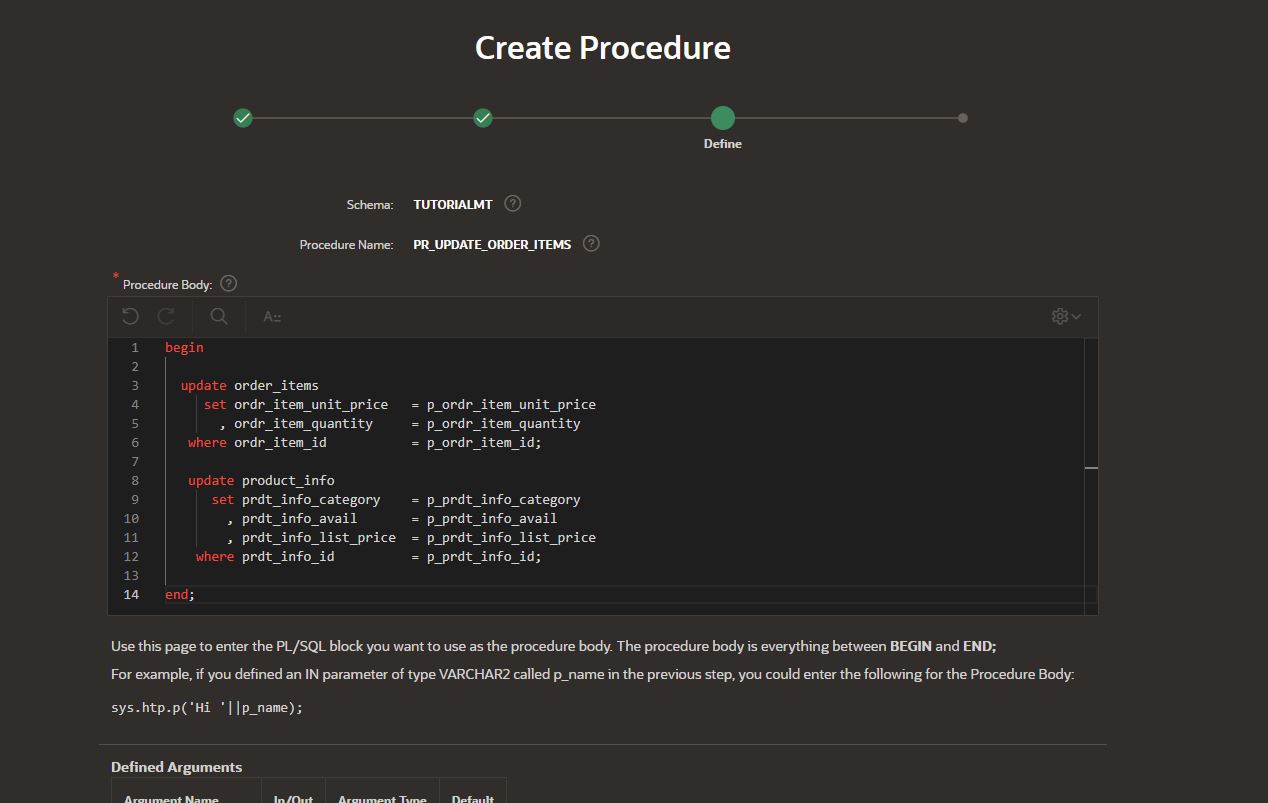 Create Procedure
Define
Schema: TUTORIALMT ?
Procedure Name: PR_UPDATE_ORDER_ITEMS ?
* Procedure Body: ?
A::
1 begin
2
3 update order_items
4 set ordr_item_unit_price = p_ordr_item_unit_price
5 , ordr_item_quantity = p_ordr_item_quantity
6 where ordr_item_id = p_ordr_item_id;
7
8 update product_info
9 set prdt_info_category = p_prdt_info_category
10 , prdt_info_avail = p_prdt_info_avail
11 , prdt_info_list_price = p_prdt_info_list_price
12 where prdt_info_id = p_prdt_info_id;
13
14 end;
Use this page to enter the PL/SQL block you want to use as the procedure body. The procedure body is everything between BEGIN and END;
For example, if you defined an IN parameter of type VARCHAR2 called p_name in the previous step, you could enter the following for the Procedure Body:
sys.htp.p('Hi '||p_name);
Defined Arguments
Argument Name In/Out Argument Type Default